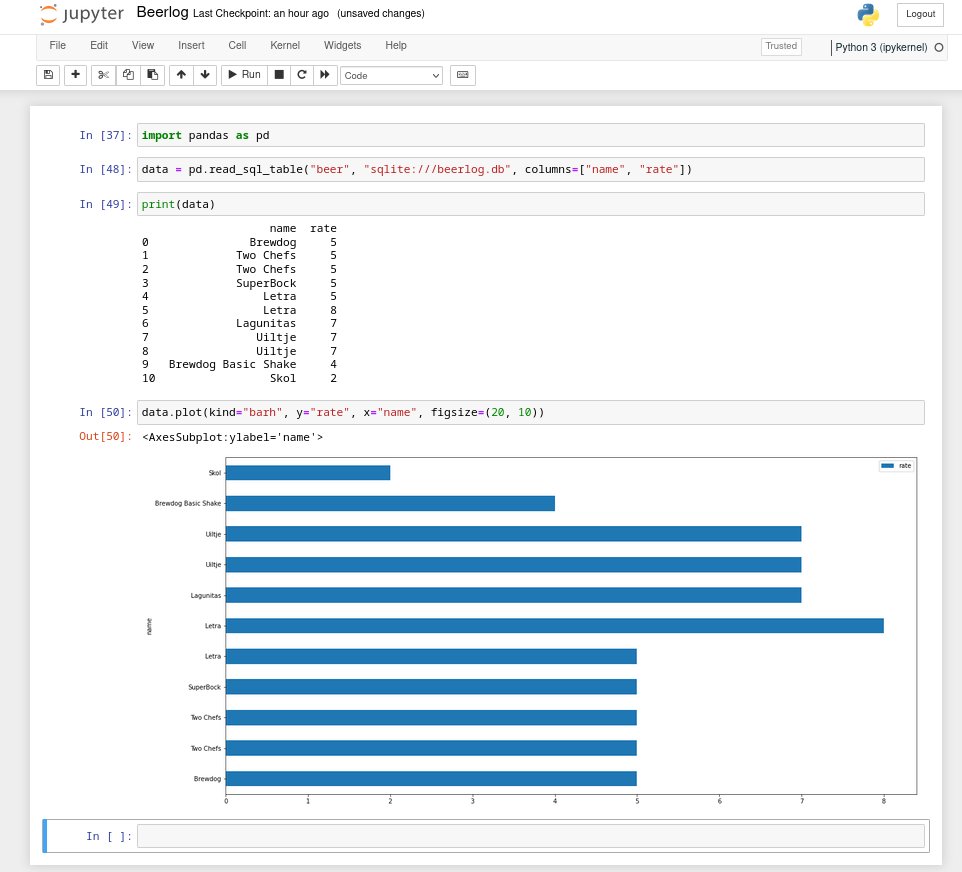 jupyter Beerlog Last Checkpoint: an hour ago (unsaved changes) Logout
File Edit View Insert Cell Kernel Widgets Help Trusted Python 3 (ipykernel)
Run Code
In [37]: import pandas as pd
In [48]: data = pd.read_sql_table("beer", "sqlite:///beerlog.db", columns=["name", "rate"])
In [49]: print(data)
name rate
0 Brewdog 5
1 Two Chefs 5
2 Two Chefs 5
3 SuperBock 5
4 Letra 5
5 Letra 8
6 Lagunitas 7
7 Uiltje 7
8 Uiltje 7
9 Brewdog Basic Shake 4
10 Skol 2
In [50]: data.plot(kind="barh", y="rate", x="name", figsize=(20, 10))
Out[50]: <AxesSubplot:ylabel='name'>
rate
Skol
Brewdog Basic Shake
Uiltje
Uiltje
Lagunitas
Letra
name
Letra
SuperBock
Two Chefs
Two Chefs
Brewdog
0 1 2 3 4 5 6 7 8
In [ ]: